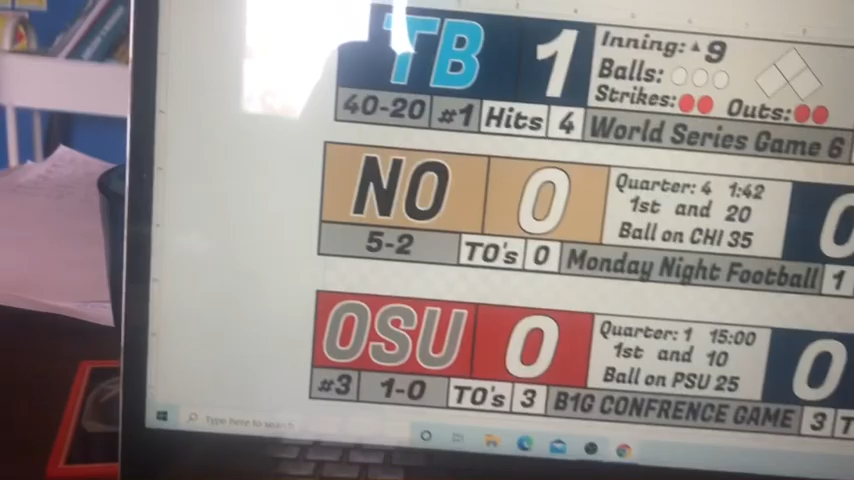 TB 1 Inning: ▲ 9
Balls:
Strikes: Outs:
40-20 #1 Hits 4 World Series Game 6
NO 0 Quarter: 4 1:42 0
1st and 20
Ball on CHI 35
5-2 TO's 0 Monday Night Football 1
OSU 0 Quarter: 1 15:00 0
1st and 10
Ball on PSU 25
#3 1-0 TO's 3 B1G CONFRENCE GAME 3 T
Type here to search